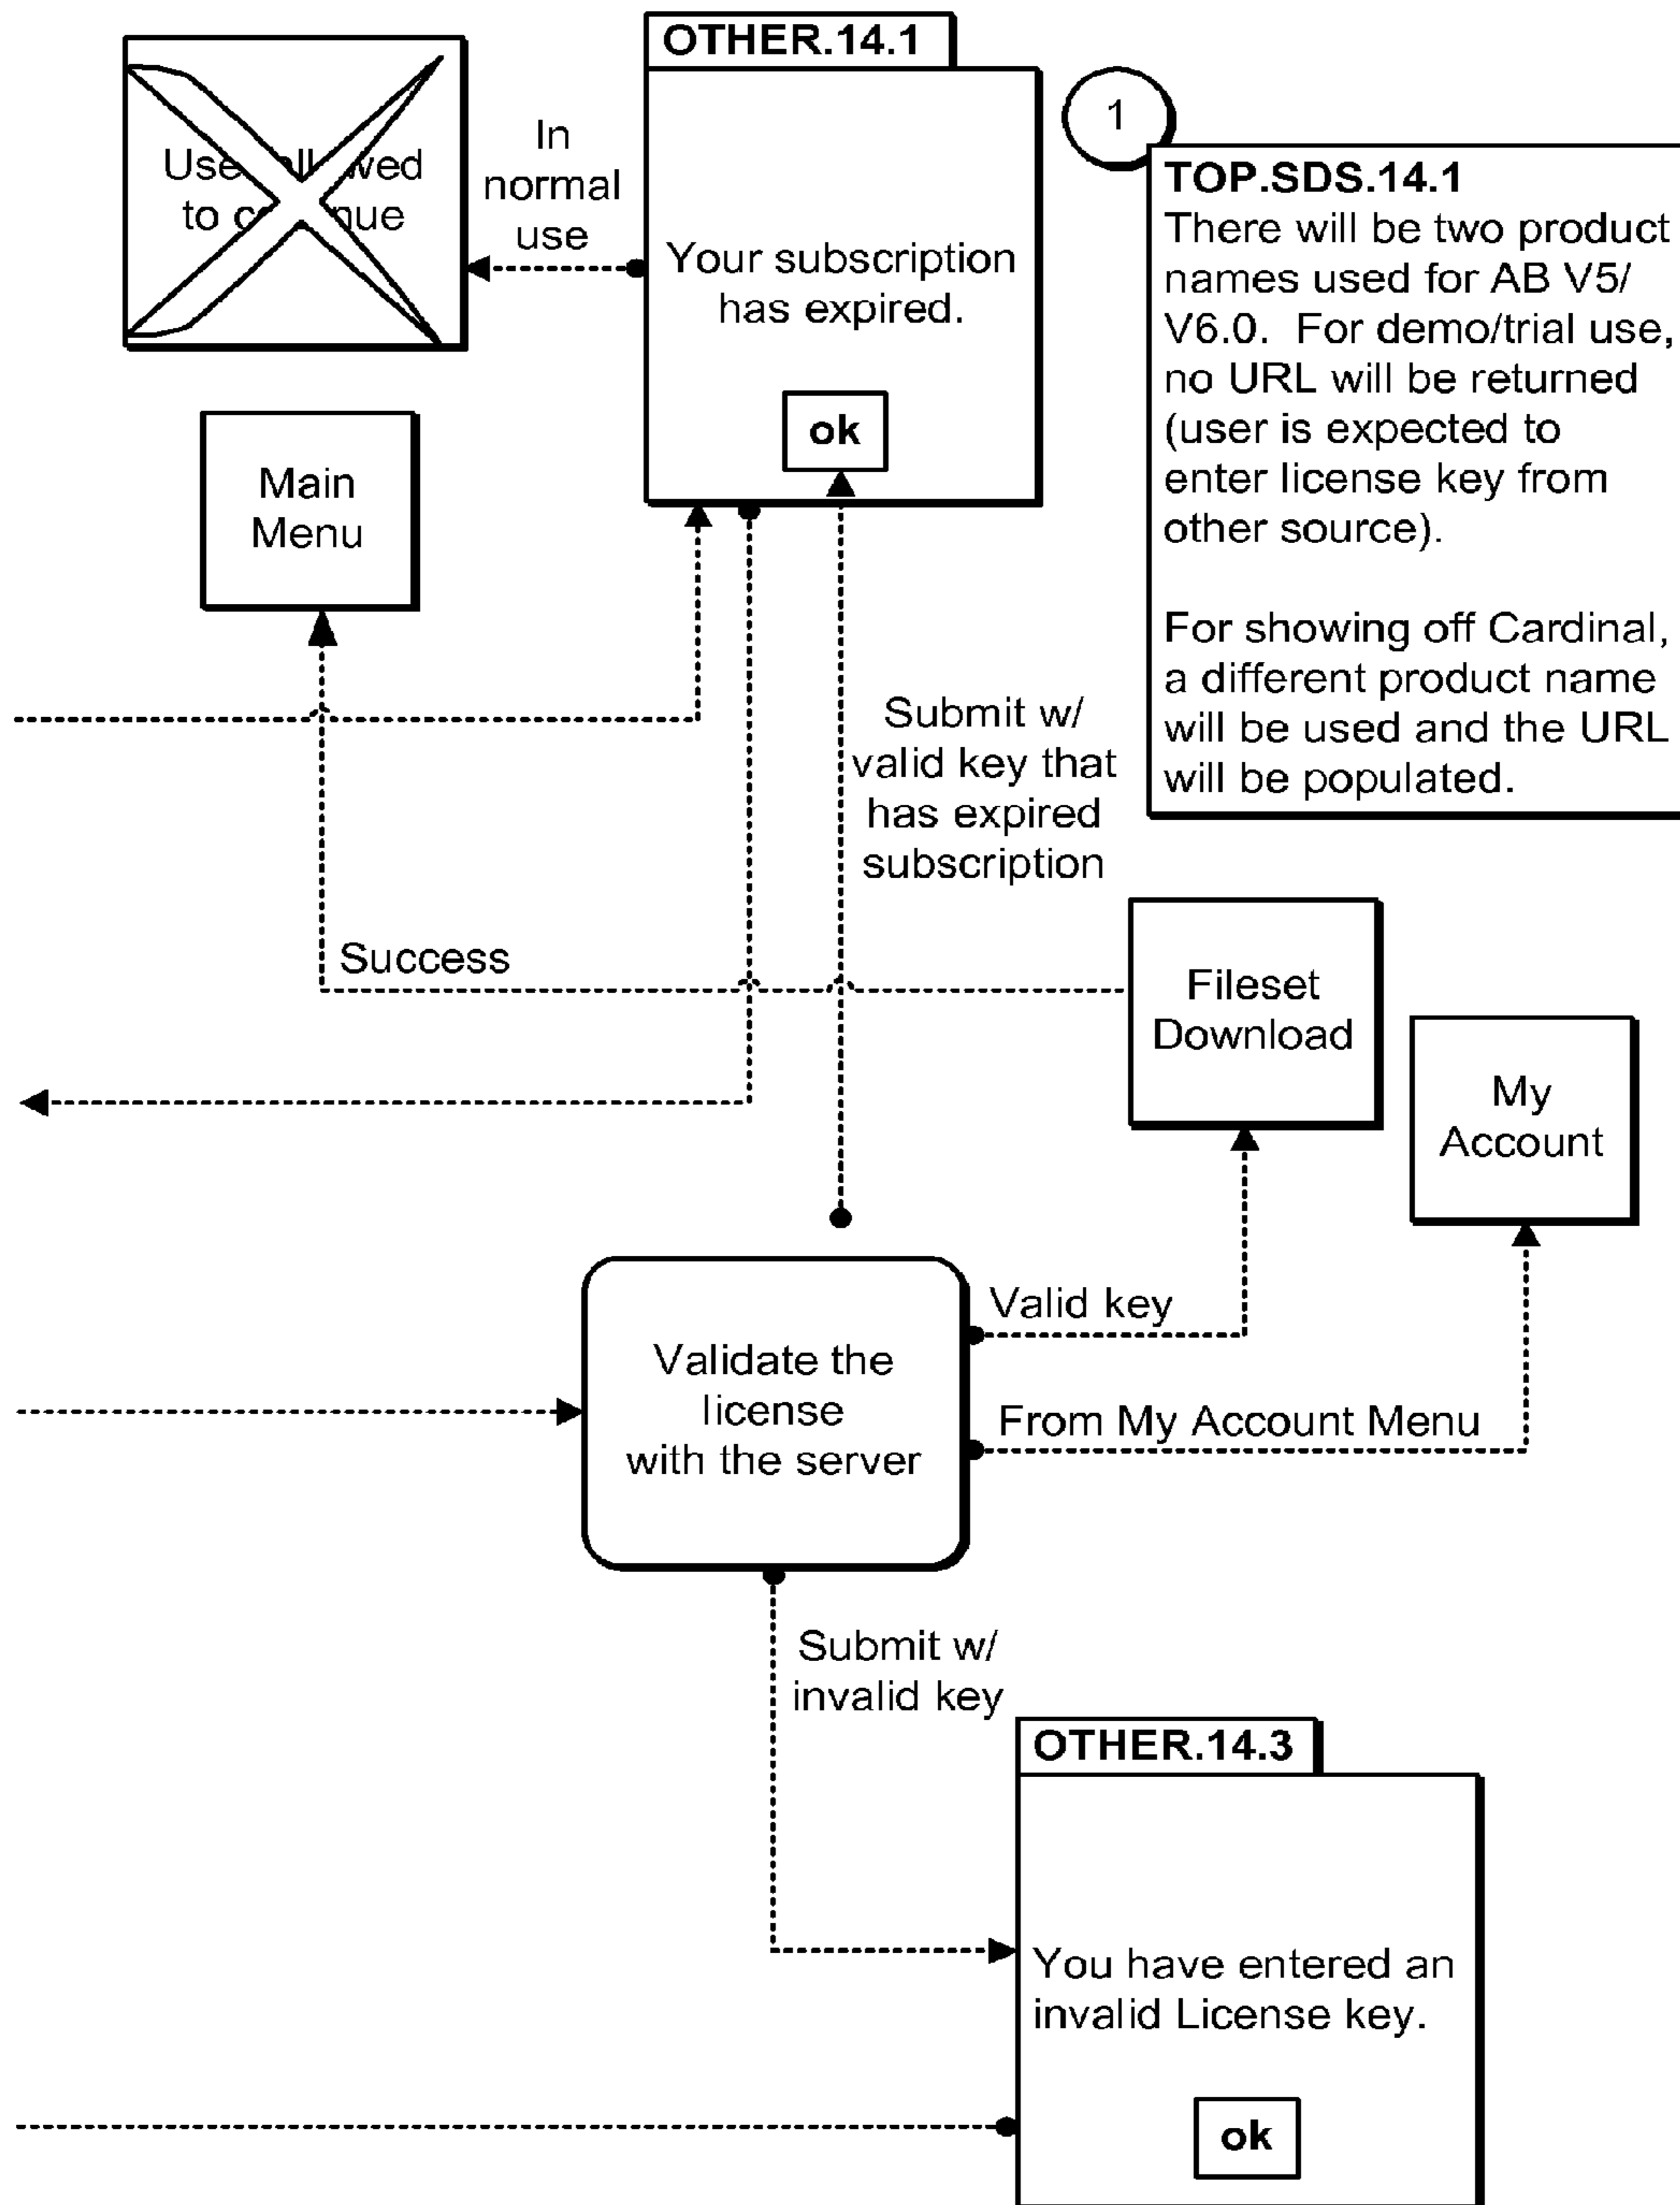 OTHER.14.1
to
In
normal
use
Your subscription
has expired.
ok
1
TOP.SDS.14.1
There will be two product
names used for AB V5/
V6.0.  For demo/trial use,
no URL will be returned
(user is expected to
enter license key from
other source).
For showing off Cardinal,
a different product name
will be used and the URL
will be populated.
Main
Menu
Submit w/
valid key that
has expired
subscription
Success
Fileset
Download
My
Account
Valid key
Validate the
license
with the server
From My Account Menu
Submit w/
invalid key
OTHER.14.3
You have entered an
invalid License key.
ok